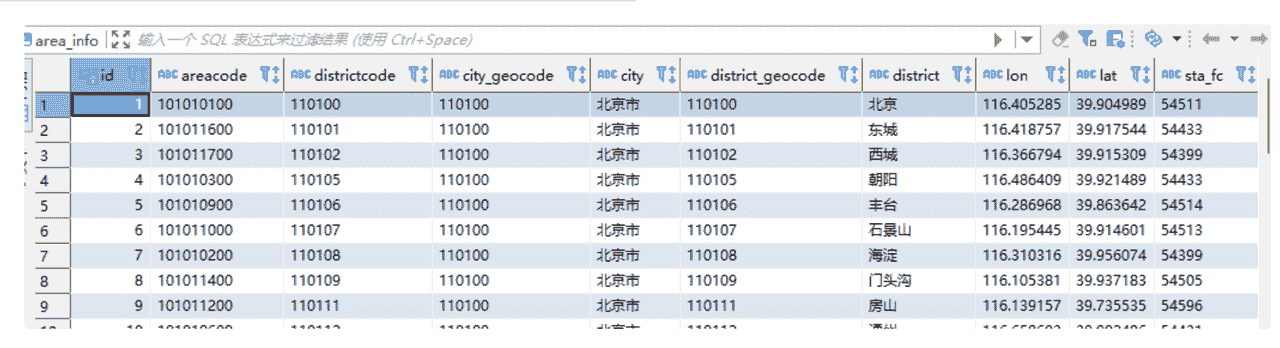 area_info 输入一个 SQL 表达式来过滤结果 (使用 Ctrl+Space)
id ABC areacode ABC districtcode ABC city_geocode ABC city ABC district_geocode ABC district ABC lon ABC lat ABC sta_fc
1 1 101010100 110100 110100 北京市 110100 北京 116.405285 39.904989 54511
2 2 101011600 110101 110100 北京市 110101 东城 116.418757 39.917544 54433
3 3 101011700 110102 110100 北京市 110102 西城 116.366794 39.915309 54399
4 4 101010300 110105 110100 北京市 110105 朝阳 116.486409 39.921489 54433
5 5 101010900 110106 110100 北京市 110106 丰台 116.286968 39.863642 54514
6 6 101011000 110107 110100 北京市 110107 石景山 116.195445 39.914601 54513
7 7 101010200 110108 110100 北京市 110108 海淀 116.310316 39.956074 54399
8 8 101011400 110109 110100 北京市 110109 门头沟 116.105381 39.937183 54505
9 9 101011200 110111 110100 北京市 110111 房山 116.139157 39.735535 54596